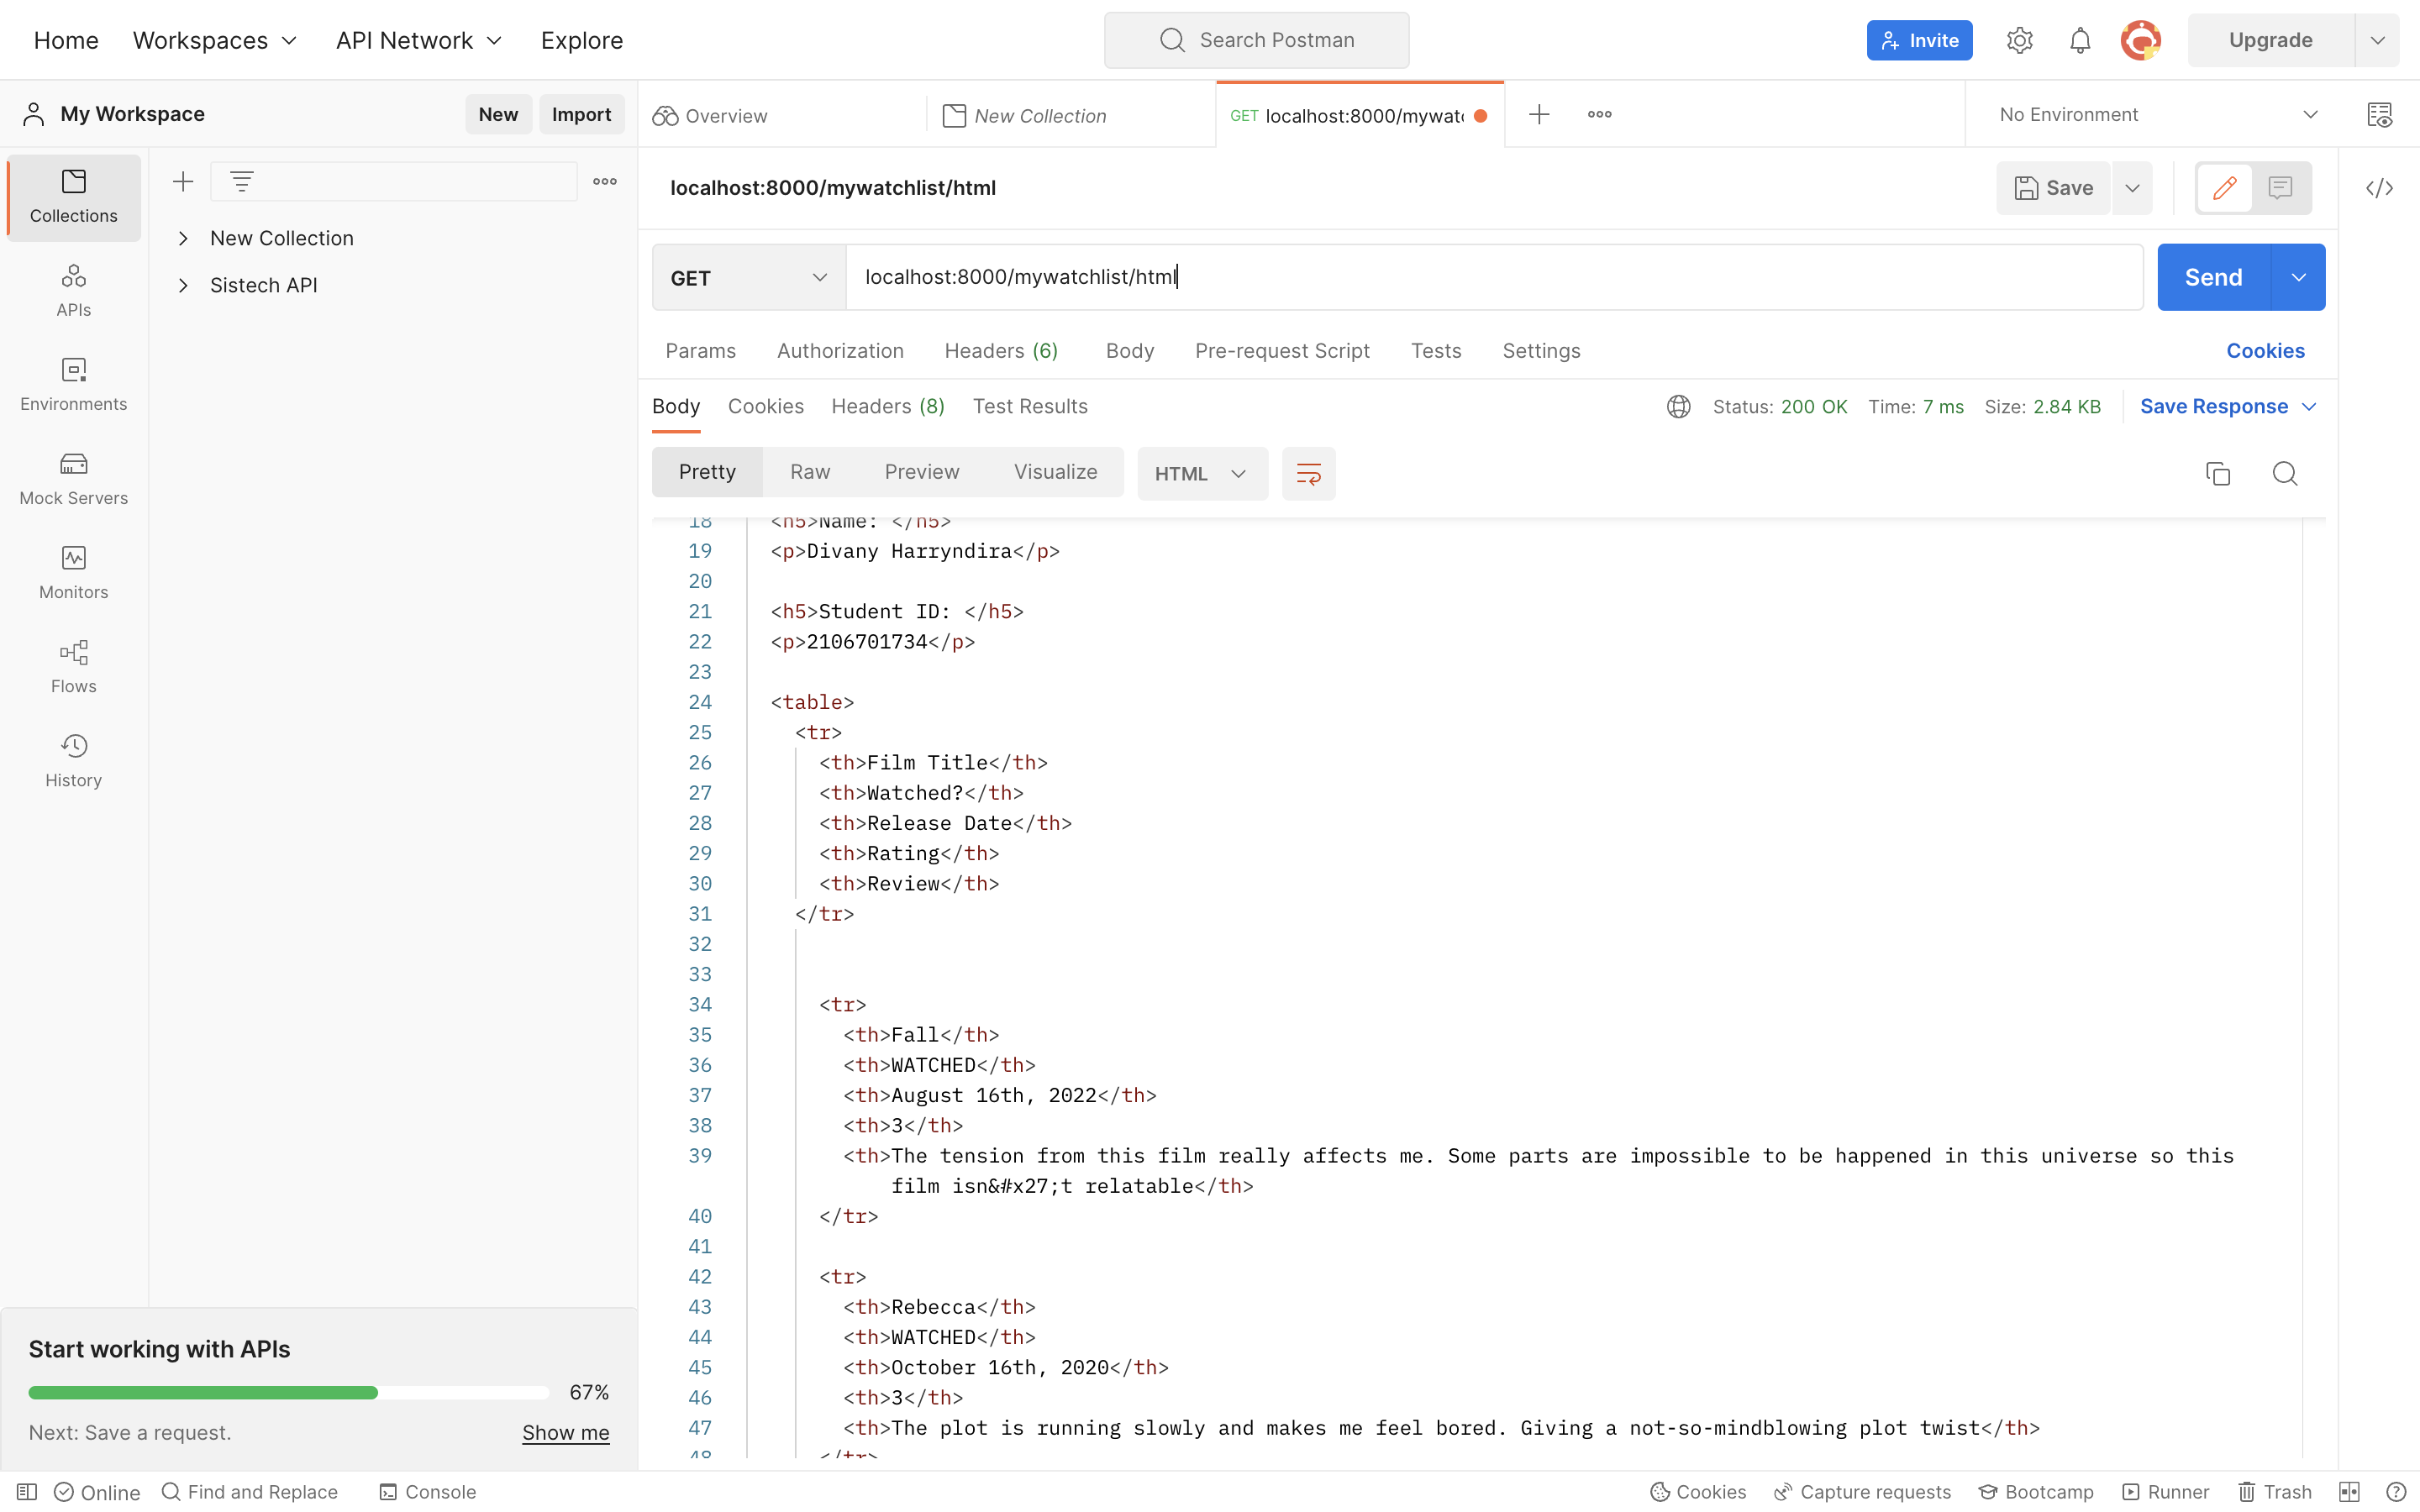 Home Workspaces API Network Explore Search Postman Invite Upgrade
My Workspace New Import Overview New Collection GET localhost:8000/mywat No Environment
Collections
APIs
Environments
Mock Servers
Monitors
Flows
History
New Collection
Sistech API
Start working with APIs
67%
Next: Save a request. Show me
localhost:8000/mywatchlist/html Save
GET localhost:8000/mywatchlist/html Send
Params Authorization Headers (6) Body Pre-request Script Tests Settings Cookies
Body Cookies Headers (8) Test Results Status: 200 OK Time: 7 ms Size: 2.84 KB Save Response
Pretty Raw Preview Visualize HTML
18 <h5>Name: </h5>
19 <p>Divany Harryndira</p>
20
21 <h5>Student ID: </h5>
22 <p>2106701734</p>
23
24 <table>
25 <tr>
26 <th>Film Title</th>
27 <th>Watched?</th>
28 <th>Release Date</th>
29 <th>Rating</th>
30 <th>Review</th>
31 </tr>
32
33
34 <tr>
35 <th>Fall</th>
36 <th>WATCHED</th>
37 <th>August 16th, 2022</th>
38 <th>3</th>
39 <th>The tension from this film really affects me. Some parts are impossible to be happened in this universe so this
film isn&#x27;t relatable</th>
40 </tr>
41
42 <tr>
43 <th>Rebecca</th>
44 <th>WATCHED</th>
45 <th>October 16th, 2020</th>
46 <th>3</th>
47 <th>The plot is running slowly and makes me feel bored. Giving a not-so-mindblowing plot twist</th>
48 </tr>
Online Find and Replace Console Cookies Capture requests Bootcamp Runner Trash